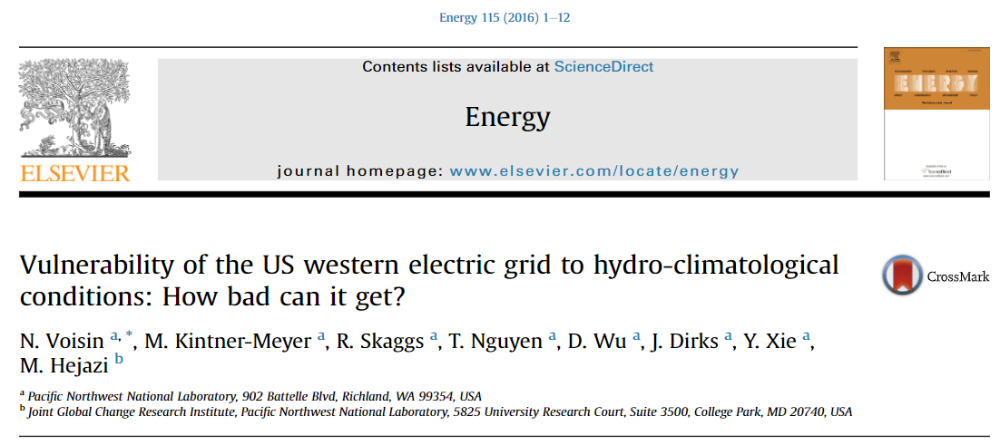 Energy 115 (2016) 1–12
Contents lists available at ScienceDirect
Energy
journal homepage: www.elsevier.com/locate/energy
ELSEVIER
ENERGY
Vulnerability of the US western electric grid to hydro-climatological
conditions: How bad can it get?
CrossMark
N. Voisin a, *, M. Kintner-Meyer a, R. Skaggs a, T. Nguyen a, D. Wu a, J. Dirks a, Y. Xie a,
M. Hejazi b
a Pacific Northwest National Laboratory, 902 Battelle Blvd, Richland, WA 99354, USA
b Joint Global Change Research Institute, Pacific Northwest National Laboratory, 5825 University Research Court, Suite 3500, College Park, MD 20740, USA